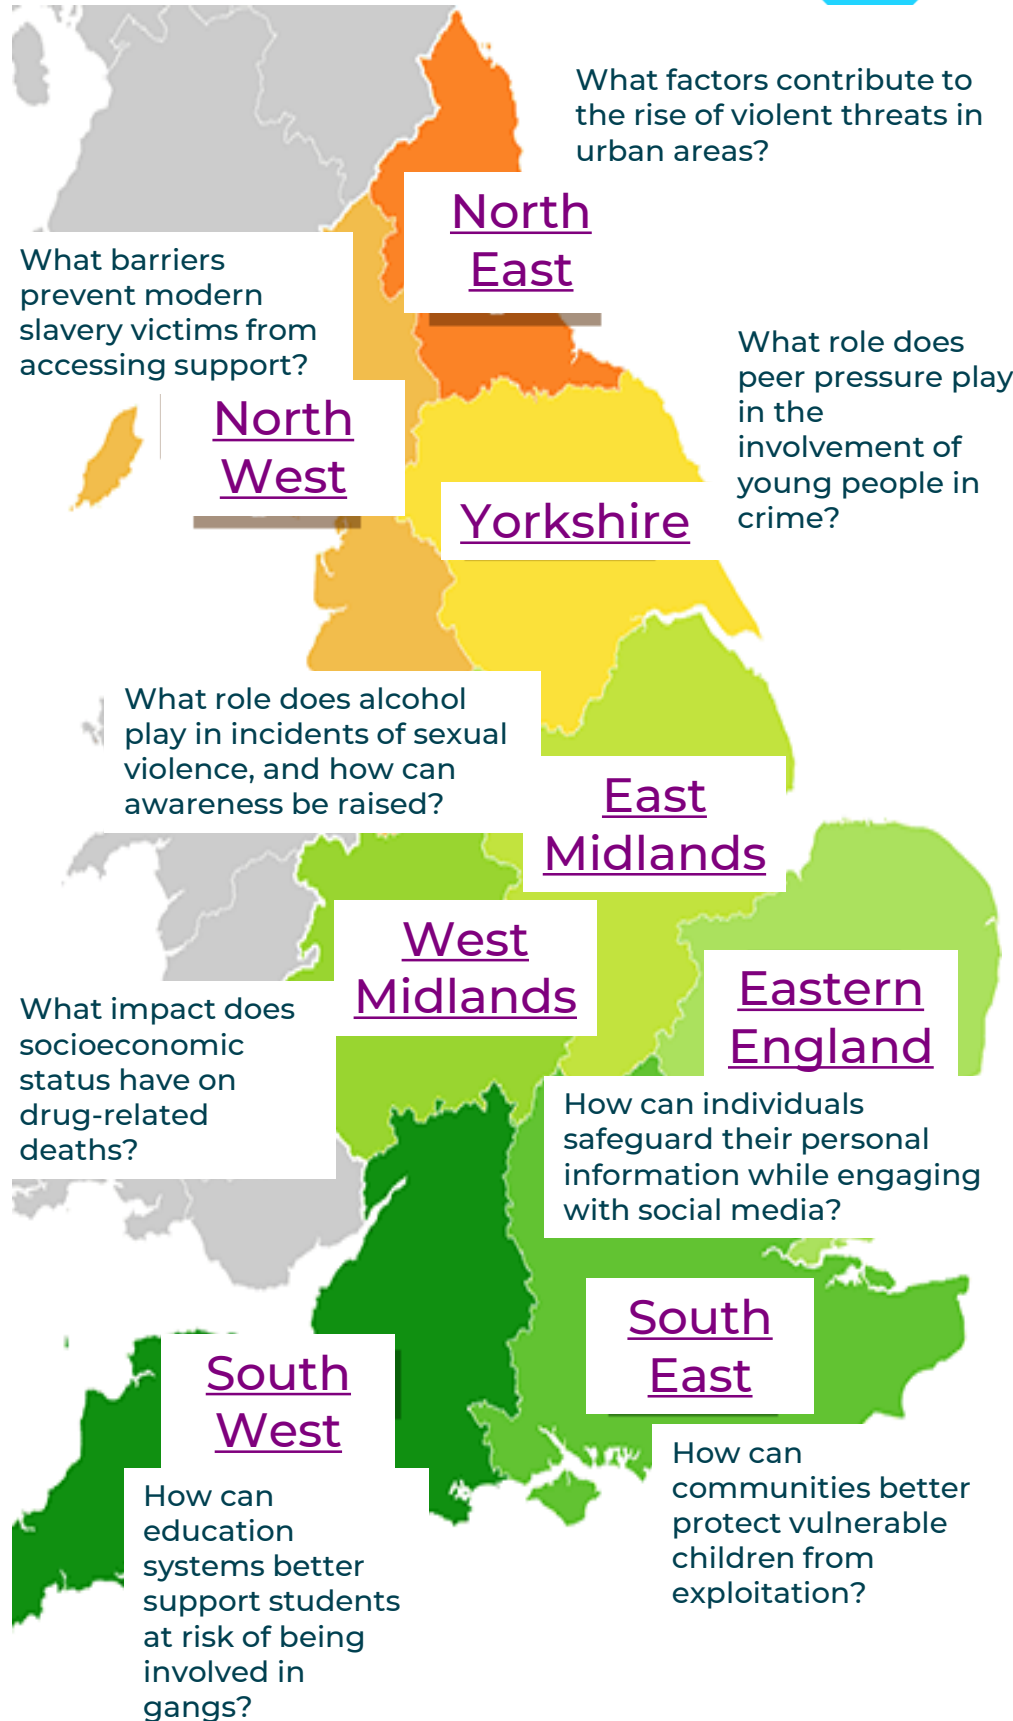 What factors contribute to
the rise of violent threats in
urban areas?
North
East
What barriers
prevent modern
slavery victims from
accessing support?
North
West
What role does
peer pressure play
in the
involvement of
young people in
crime?
Yorkshire
What role does alcohol
play in incidents of sexual
violence, and how can
awareness be raised?
East
Midlands
West
Midlands
What impact does
socioeconomic
status have on
drug-related
deaths?
Eastern
England
How can individuals
safeguard their personal
information while engaging
with social media?
South
East
How can
communities better
protect vulnerable
children from
exploitation?
South
West
How can
education
systems better
support students
at risk of being
involved in
gangs?